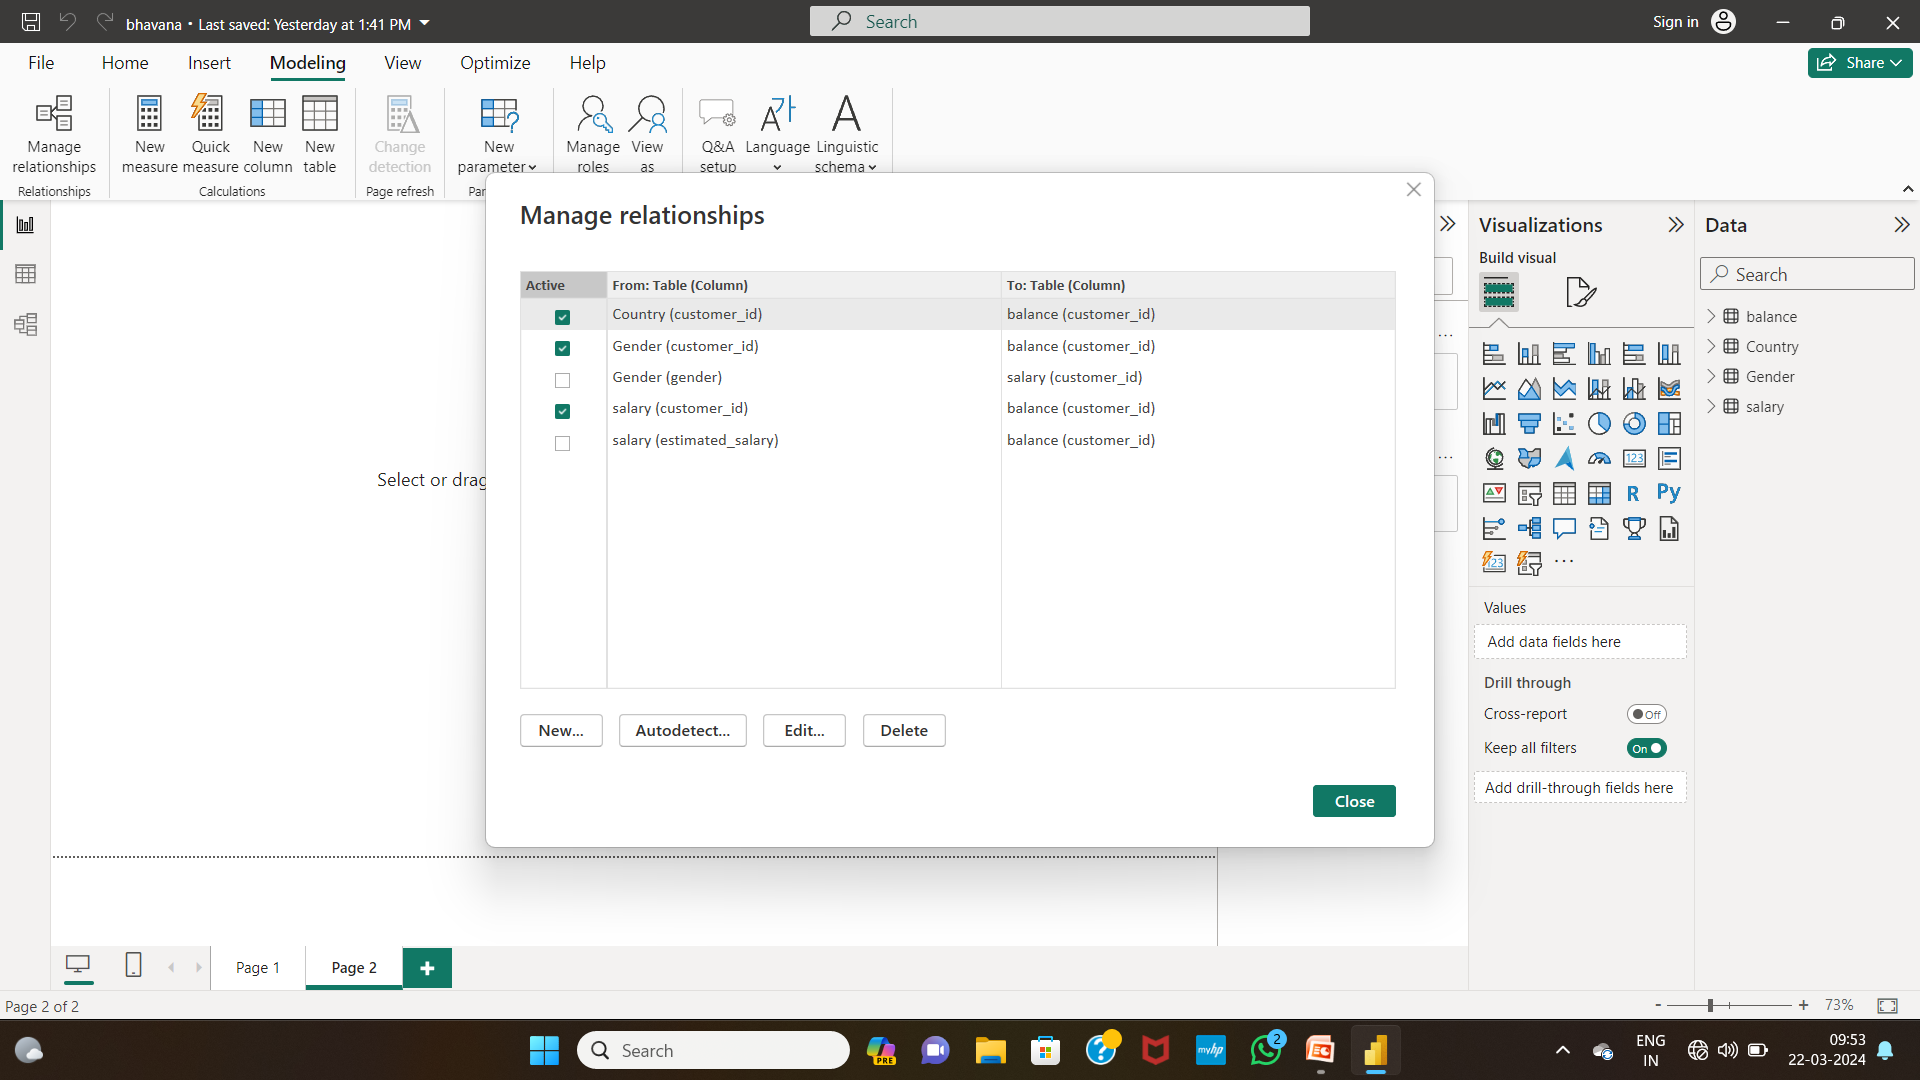 bhavana • Last saved: Yesterday at 1:41 PM
Search
Sign in
File Home Insert Modeling View Optimize Help
Share
Manage relationships
New measure
Quick measure
New column
New table
Change detection
New parameter
Manage roles
View as
Q&A setup
Language
Linguistic schema
Relationships
Calculations
Page refresh
Par
Manage relationships
Active From: Table (Column) To: Table (Column)
Country (customer_id) balance (customer_id)
Gender (customer_id) balance (customer_id)
Gender (gender) salary (customer_id)
salary (customer_id) balance (customer_id)
salary (estimated_salary) balance (customer_id)
New...
Autodetect...
Edit...
Delete
Close
Select or drag
Visualizations
Build visual
123
R
Py
123
Values
Add data fields here
Drill through
Cross-report
Off
Keep all filters
On
Add drill-through fields here
Data
Search
balance
Country
Gender
salary
Page 1
Page 2
Page 2 of 2
- + 73%
Search
PRE
myhp
2
ENG
IN
09:53
22-03-2024